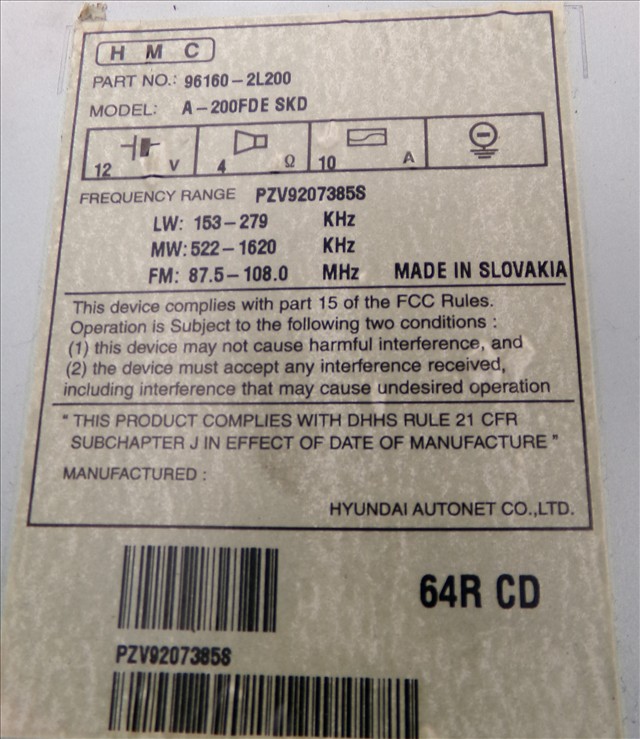 HMC
PART NO.: 96160-2L200
MODEL: A-200FDE SKD
12 V 4 Ω 10 A
FREQUENCY RANGE PZV9207385S
LW: 153-279 KHz
MW: 522-1620 KHz
FM: 87.5-108.0 MHz MADE IN SLOVAKIA
This device complies with part 15 of the FCC Rules.
Operation is Subject to the following two conditions :
(1) this device may not cause harmful interference, and
(2) the device must accept any interference received,
including interference that may cause undesired operation
" THIS PRODUCT COMPLIES WITH DHHS RULE 21 CFR
SUBCHAPTER J IN EFFECT OF DATE OF MANUFACTURE "
MANUFACTURED :
HYUNDAI AUTONET CO.,LTD.
64R CD
PZV9207385S